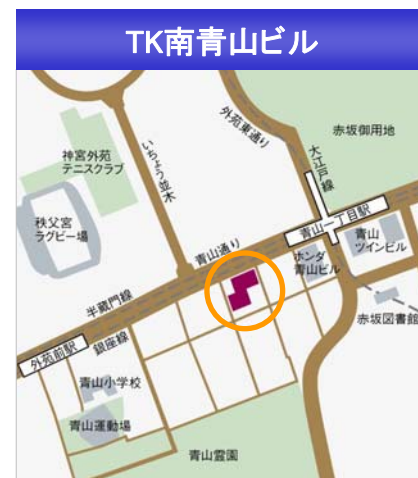 TK南青山ビル
外苑東通り
赤坂御用地
いちょう並木
大江戸線
神宮外苑
テニスクラブ
秩父宮
ラグビー場
青山一丁目駅
青山通り
青山
ツインビル
ホンダ
青山ビル
半蔵門線
赤坂図書館
銀座線
外苑前駅
青山小学校
青山運動場
青山霊園